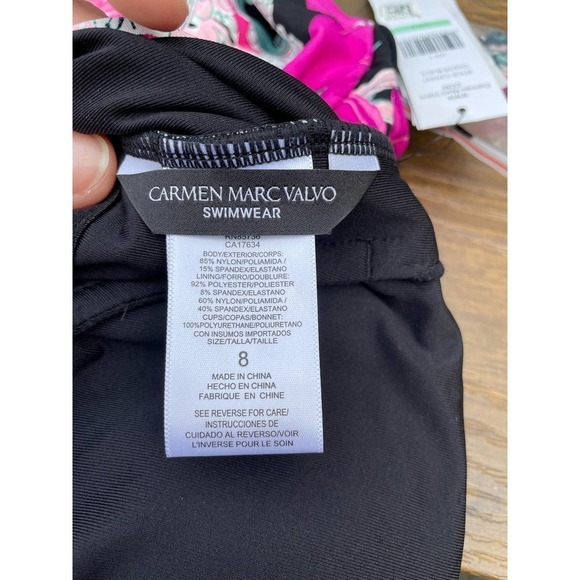 CARMEN MARC VALVO
SWIMWEAR
RN85736
CA17634
BODY/EXTERIOR/CORPS:
85% NYLON/POLIAMIDA /
15% SPANDEX/ELASTANO
LINING/FORRO/DOUBLURE:
92% POLYESTER/POLIESTER
8% SPANDEX/ELASTANO
60% NYLON/POLIAMIDA /
40% SPANDEX/ELASTANO
CUPS/COPAS/BONNET:
100%POLYURETHANE/POLIURETANO
CON INSUMOS IMPORTADOS
SIZE/TALLA/TAILLE
8
MADE IN CHINA
HECHO EN CHINA
FABRIQUE EN CHINE
SEE REVERSE FOR CARE/
INSTRUCCIONES DE
CUIDADO AL REVERSO/VOIR
L'INVERSE POUR LE SOIN